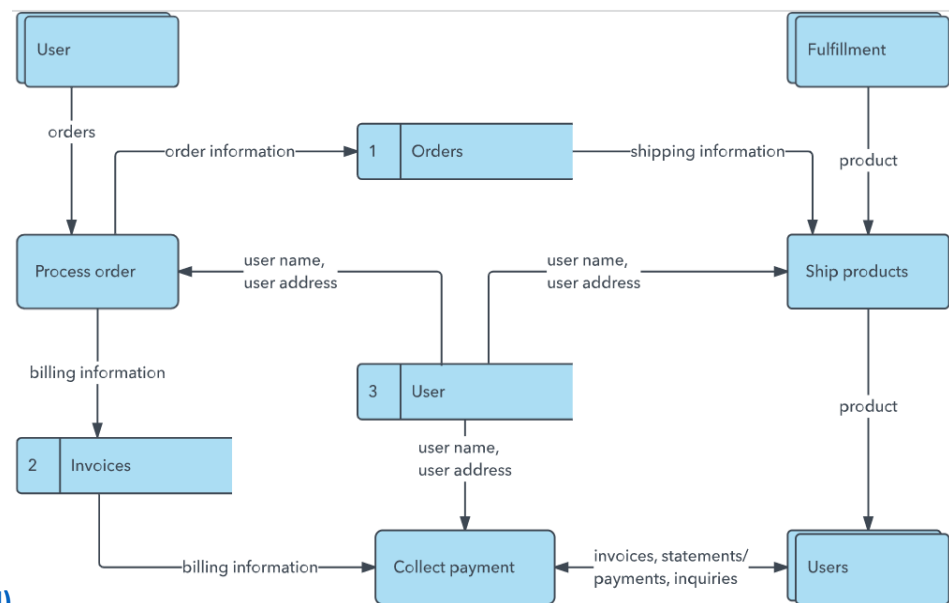 User
Fulfillment
orders
order information
1
Orders
shipping information
product
Process order
user name,
user address
user name,
user address
Ship products
billing information
3
User
product
2
Invoices
user name,
user address
billing information
Collect payment
invoices, statements/
payments, inquiries
Users